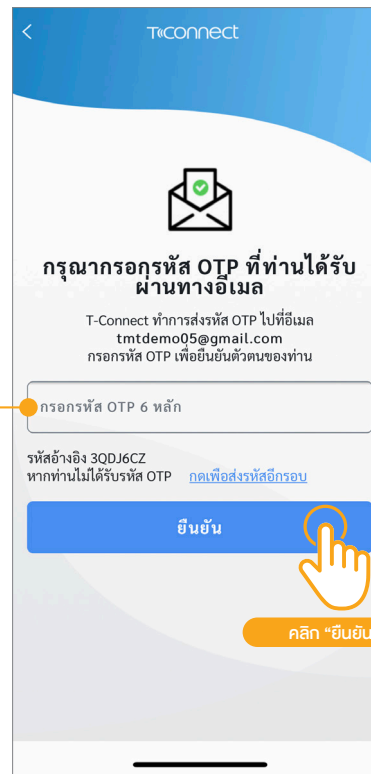 TConnect
กรุณากรอกรหัส OTP ที่ท่านได้รับ
ผ่านทางอีเมล
T-Connect ทำการส่งรหัส OTP ไปที่อีเมล
tmtdemo05@gmail.com
กรอกรหัส OTP เพื่อยืนยันตัวตนของท่าน
กรอกรหัส OTP 6 หลัก
รหัสอ้างอิง 3QDJ6CZ
หากท่านไม่ได้รับรหัส OTP กดเพื่อส่งรหัสอีกรอบ
ยืนยัน
คลิก “ยืนยัน